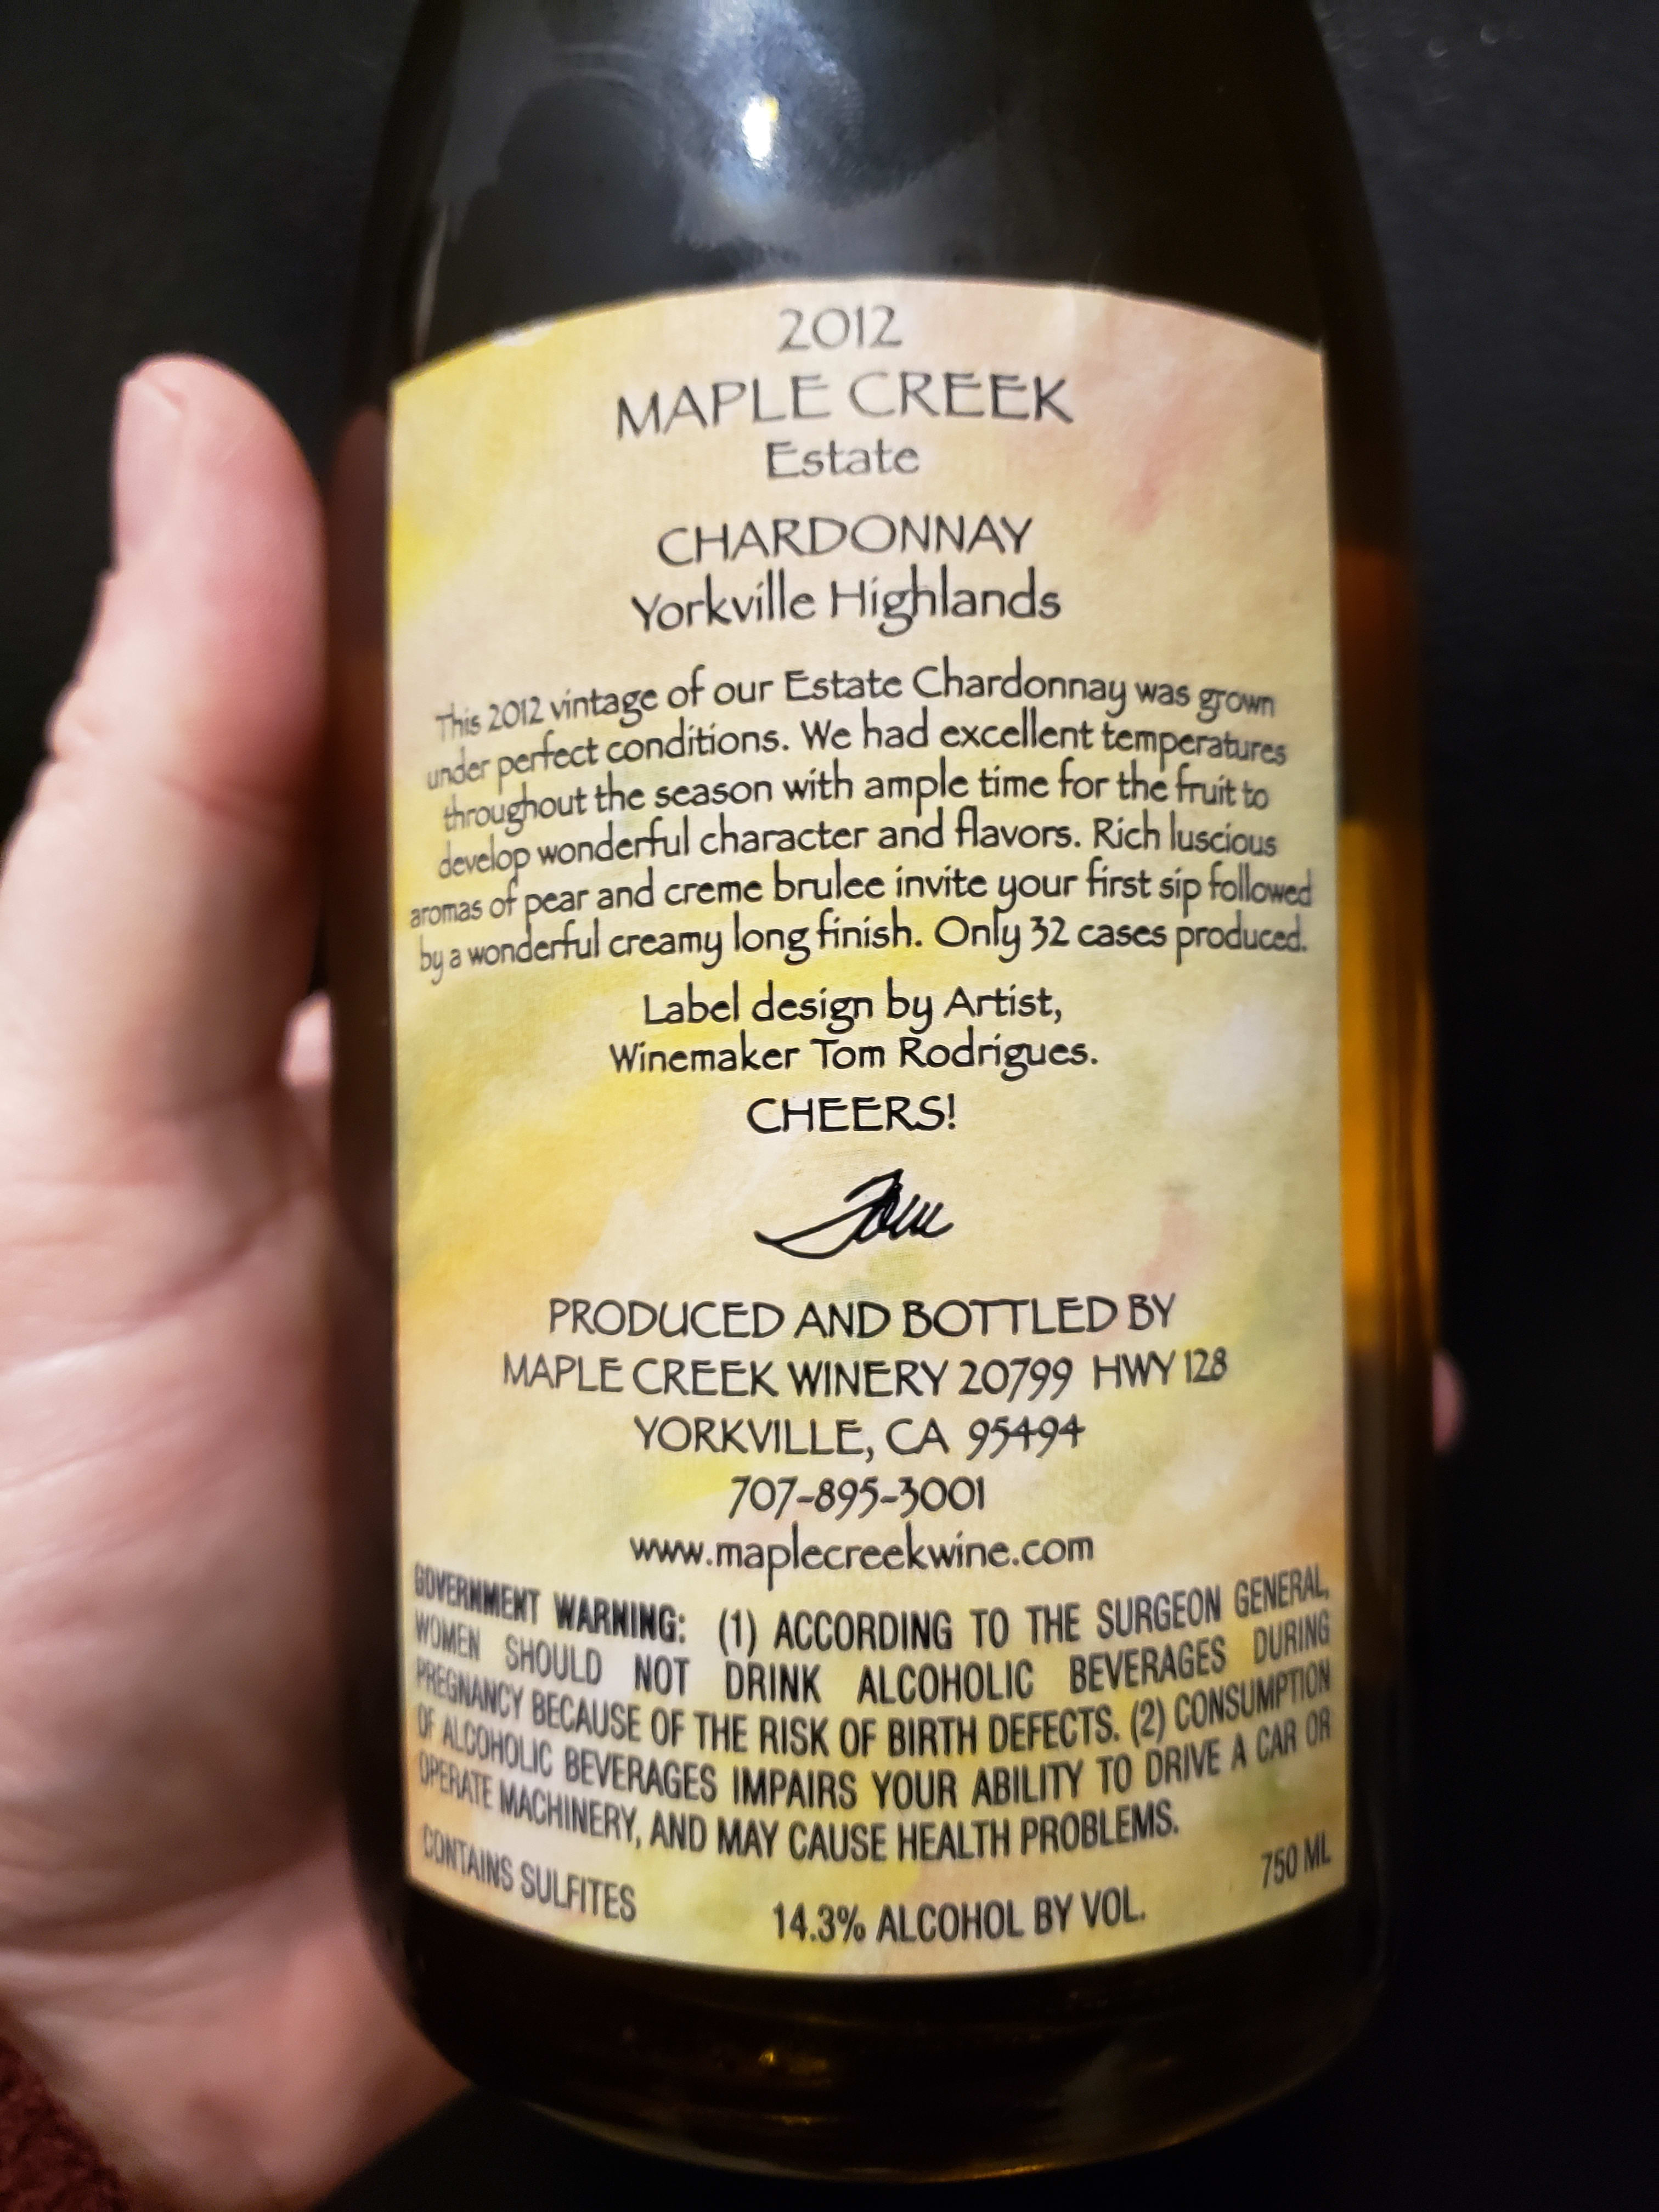 2012
MAPLE CREEK
Estate
CHARDONNAY
Yorkville Highlands
This 2012 vintage of our Estate Chardonnay was grown
under perfect conditions. We had excellent temperatures
throughout the season with ample time for the fruit to
develop wonderful character and flavors. Rich luscious
aromas of pear and creme brulee invite your first sip followed
by a wonderful creamy long finish. Only 32 cases produced.
Label design by Artist,
Winemaker Tom Rodrigues.
CHEERS!
Tom
PRODUCED AND BOTTLED BY
MAPLE CREEK WINERY 20799 HWY 128
YORKVILLE, CA 95494
707-895-3001
www.maplecreekwine.com
GOVERNMENT WARNING: (1) ACCORDING TO THE SURGEON GENERAL,
WOMEN SHOULD NOT DRINK ALCOHOLIC BEVERAGES DURING
PREGNANCY BECAUSE OF THE RISK OF BIRTH DEFECTS. (2) CONSUMPTION
OF ALCOHOLIC BEVERAGES IMPAIRS YOUR ABILITY TO DRIVE A CAR OR
OPERATE MACHINERY, AND MAY CAUSE HEALTH PROBLEMS.
CONTAINS SULFITES 14.3% ALCOHOL BY VOL. 750 ML